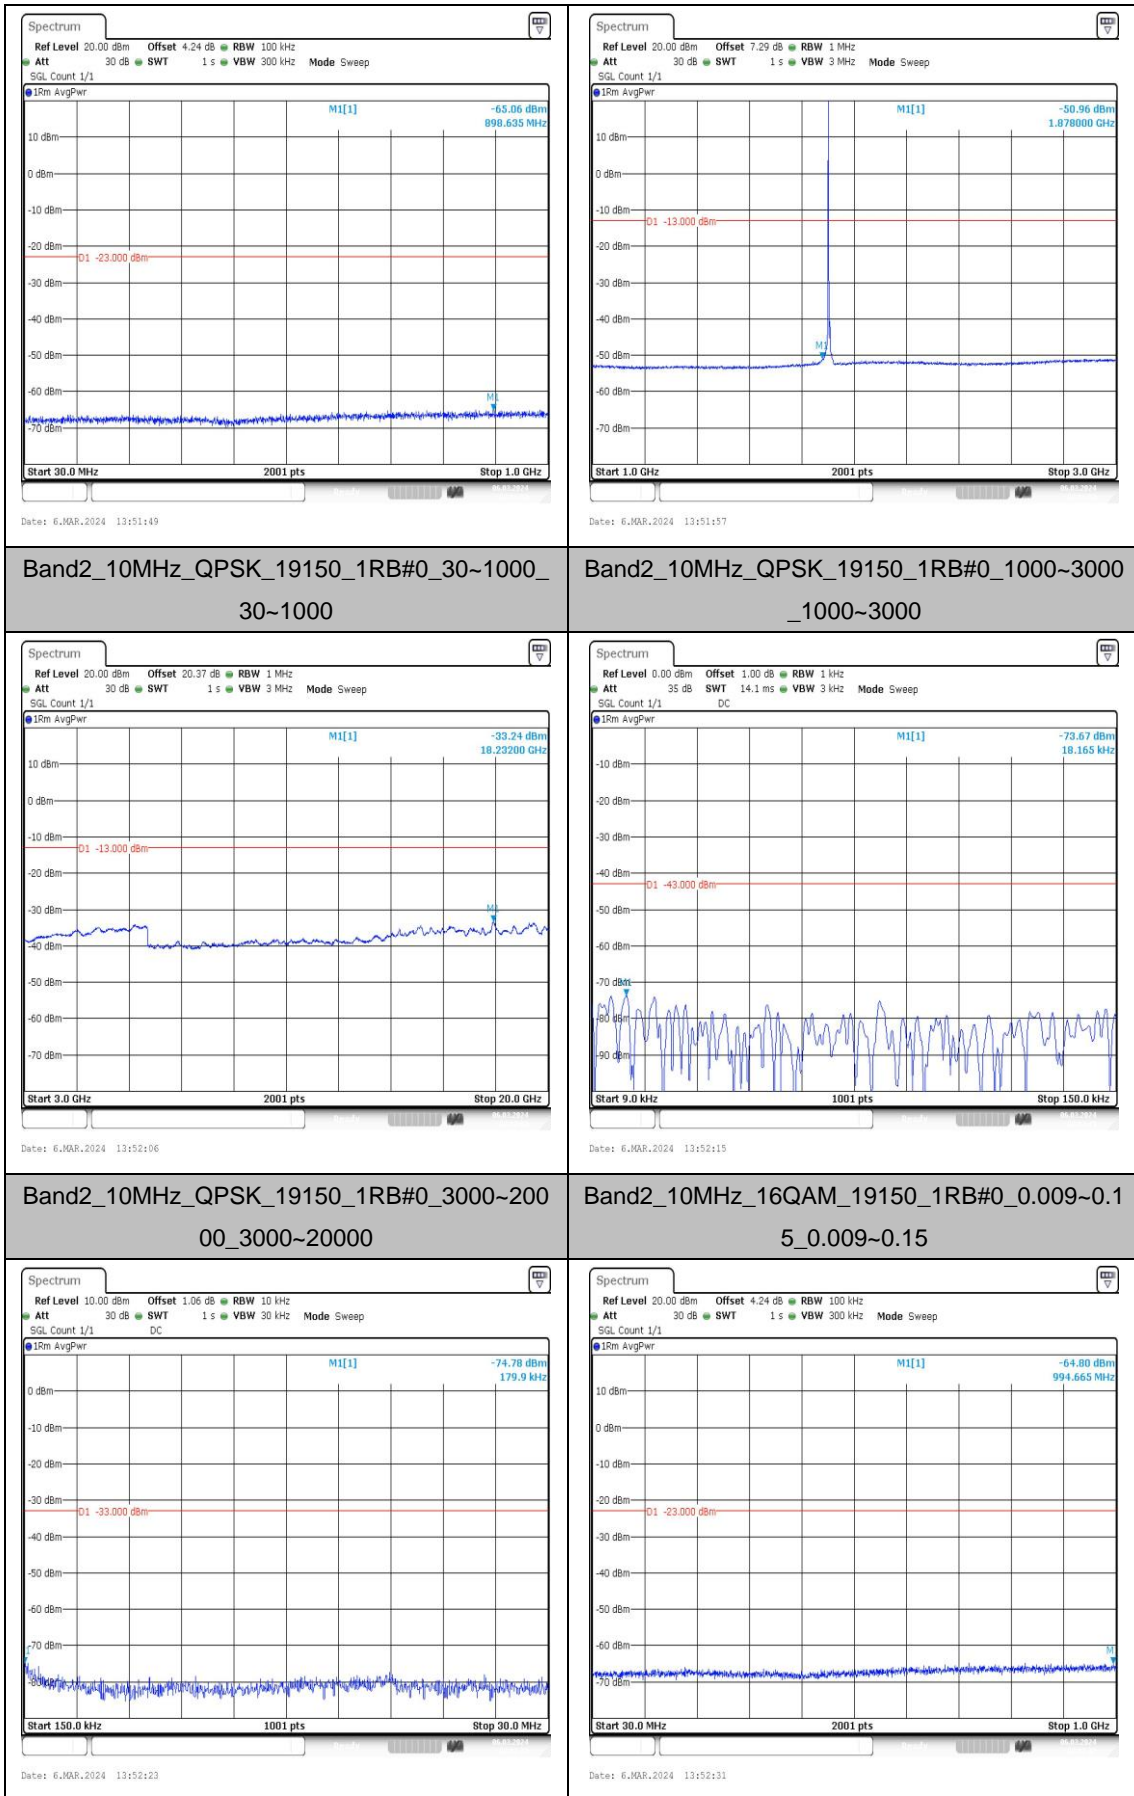 Spectrum
Ref Level 20.00 dBm Offset 4.24 dB RBW 100 kHz
Att 30 dB SWT 1 s VBW 300 kHz Mode Sweep
SGL Count 1/1
1Rm AvgPwr
M1[1] -65.06 dBm
898.635 MHz
10 dBm
0 dBm
-10 dBm
-20 dBm
D1 -23.000 dBm
-30 dBm
-40 dBm
-50 dBm
-60 dBm
M1
-70 dBm
Start 30.0 MHz 2001 pts Stop 1.0 GHz
Date: 6.MAR.2024 13:51:49
Spectrum
Ref Level 20.00 dBm Offset 7.29 dB RBW 1 MHz
Att 30 dB SWT 1 s VBW 3 MHz Mode Sweep
SGL Count 1/1
1Rm AvgPwr
M1[1] -50.96 dBm
1.878000 GHz
10 dBm
0 dBm
-10 dBm
D1 -13.000 dBm
-20 dBm
-30 dBm
-40 dBm
M1
-50 dBm
-60 dBm
-70 dBm
Start 1.0 GHz 2001 pts Stop 3.0 GHz
Date: 6.MAR.2024 13:51:57
Band2_10MHz_QPSK_19150_1RB#0_30~1000_
30~1000
Band2_10MHz_QPSK_19150_1RB#0_1000~3000
_1000~3000
Spectrum
Ref Level 20.00 dBm Offset 20.37 dB RBW 1 MHz
Att 30 dB SWT 1 s VBW 3 MHz Mode Sweep
SGL Count 1/1
1Rm AvgPwr
M1[1] -33.24 dBm
18.23200 GHz
10 dBm
0 dBm
-10 dBm
D1 -13.000 dBm
-20 dBm
-30 dBm
M1
-40 dBm
-50 dBm
-60 dBm
-70 dBm
Start 3.0 GHz 2001 pts Stop 20.0 GHz
Date: 6.MAR.2024 13:52:06
Spectrum
Ref Level 0.00 dBm Offset 1.00 dB RBW 1 kHz
Att 35 dB SWT 14.1 ms VBW 3 kHz Mode Sweep
SGL Count 1/1 DC
1Rm AvgPwr
M1[1] -73.67 dBm
18.165 kHz
-10 dBm
-20 dBm
-30 dBm
-40 dBm
D1 -43.000 dBm
-50 dBm
-60 dBm
-70 dBm
-80 dBm
-90 dBm
Start 9.0 kHz 1001 pts Stop 150.0 kHz
Date: 6.MAR.2024 13:52:15
Band2_10MHz_QPSK_19150_1RB#0_3000~200
00_3000~20000
Band2_10MHz_16QAM_19150_1RB#0_0.009~0.1
5_0.009~0.15
Spectrum
Ref Level 10.00 dBm Offset 1.06 dB RBW 10 kHz
Att 30 dB SWT 1 s VBW 30 kHz Mode Sweep
SGL Count 1/1 DC
1Rm AvgPwr
M1[1] -74.78 dBm
179.9 kHz
0 dBm
-10 dBm
-20 dBm
-30 dBm
D1 -33.000 dBm
-40 dBm
-50 dBm
-60 dBm
-70 dBm
-80 dBm
Start 150.0 kHz 1001 pts Stop 30.0 MHz
Date: 6.MAR.2024 13:52:23
Spectrum
Ref Level 20.00 dBm Offset 4.24 dB RBW 100 kHz
Att 30 dB SWT 1 s VBW 300 kHz Mode Sweep
SGL Count 1/1
1Rm AvgPwr
M1[1] -64.80 dBm
994.665 MHz
10 dBm
0 dBm
-10 dBm
-20 dBm
D1 -23.000 dBm
-30 dBm
-40 dBm
-50 dBm
-60 dBm
-70 dBm
Start 30.0 MHz 2001 pts Stop 1.0 GHz
Date: 6.MAR.2024 13:52:31